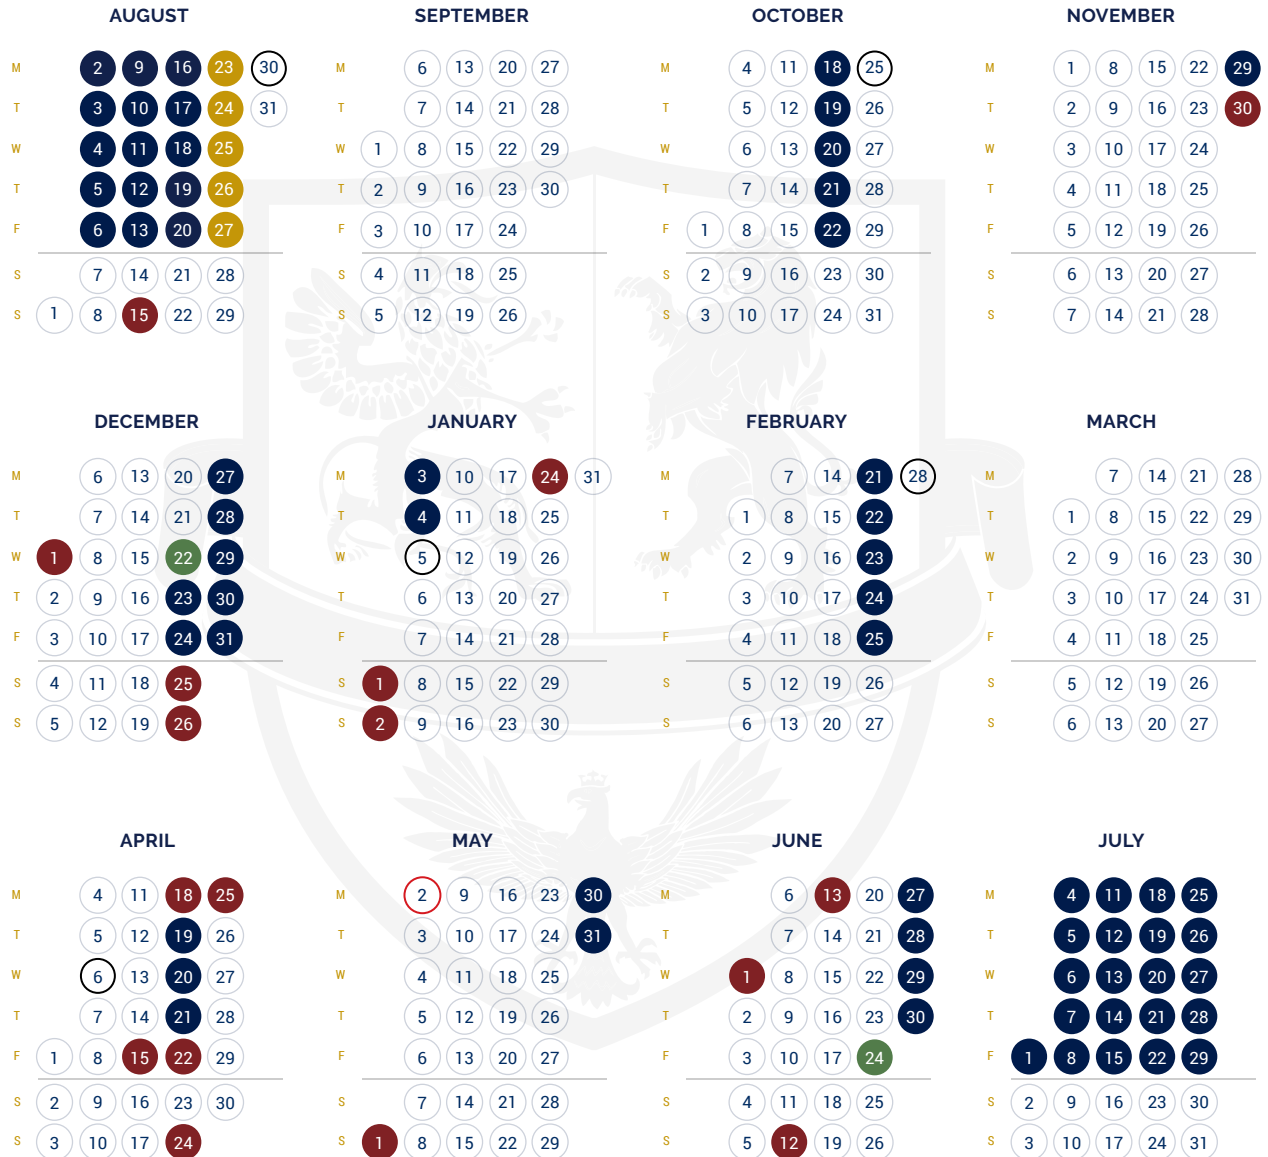 AUGUST SEPTEMBER OCTOBER NOVEMBER
M 2 9 16 23 30 M 6 13 20 27 M 4 11 18 25 M 1 8 15 22 29
T 3 10 17 24 31 T 7 14 21 28 T 5 12 19 26 T 2 9 16 23 30
W 4 11 18 25 W 1 8 15 22 29 W 6 13 20 27 W 3 10 17 24
T 5 12 19 26 T 2 9 16 23 30 T 7 14 21 28 T 4 11 18 25
F 6 13 20 27 F 3 10 17 24 F 1 8 15 22 29 F 5 12 19 26
S 7 14 21 28 S 4 11 18 25 S 2 9 16 23 30 S 6 13 20 27
S 1 8 15 22 29 S 5 12 19 26 S 3 10 17 24 31 S 7 14 21 28
DECEMBER JANUARY FEBRUARY MARCH
M 6 13 20 27 M 3 10 17 24 31 M 7 14 21 28 M 7 14 21 28
T 7 14 21 28 T 4 11 18 25 T 1 8 15 22 T 1 8 15 22 29
W 1 8 15 22 29 W 5 12 19 26 W 2 9 16 23 W 2 9 16 23 30
T 2 9 16 23 30 T 6 13 20 27 T 3 10 17 24 T 3 10 17 24 31
F 3 10 17 24 31 F 7 14 21 28 F 4 11 18 25 F 4 11 18 25
S 4 11 18 25 S 1 8 15 22 29 S 5 12 19 26 S 5 12 19 26
S 5 12 19 26 S 2 9 16 23 30 S 6 13 20 27 S 6 13 20 27
APRIL MAY JUNE JULY
M 4 11 18 25 M 2 9 16 23 30 M 6 13 20 27 M 4 11 18 25
T 5 12 19 26 T 3 10 17 24 31 T 7 14 21 28 T 5 12 19 26
W 6 13 20 27 W 4 11 18 25 W 1 8 15 22 29 W 6 13 20 27
T 7 14 21 28 T 5 12 19 26 T 2 9 16 23 30 T 7 14 21 28
F 1 8 15 22 29 F 6 13 20 27 F 3 10 17 24 F 1 8 15 22 29
S 2 9 16 23 30 S 7 14 21 28 S 4 11 18 25 S 2 9 16 23 30
S 3 10 17 24 S 1 8 15 22 29 S 5 12 19 26 S 3 10 17 24 31